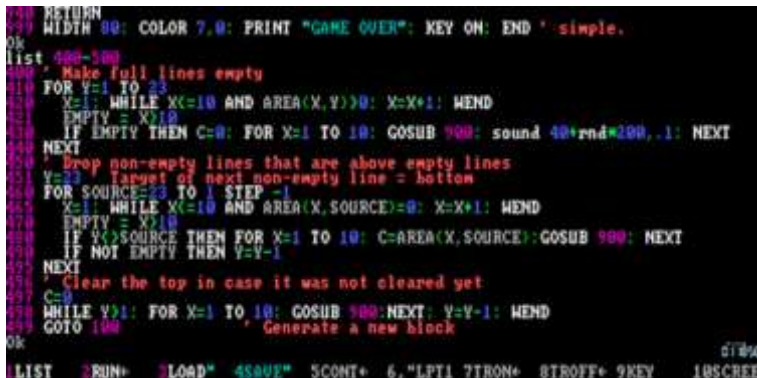 740 RETURN
999 WIDTH 80: COLOR 7,0: PRINT "GAME OVER": KEY ON: END ' simple.
Ok
list 400-500
400 ' Make full lines empty
410 FOR Y=1 TO 23
420 X=1: WHILE X<=10 AND AREA(X,Y)>0: X=X+1: WEND
421 EMPTY = X>10
430 IF EMPTY THEN C=0: FOR X=1 TO 10: GOSUB 900: sound 40+rnd*200,.1: NEXT
440 NEXT
450 ' Drop non-empty lines that are above empty lines
451 Y=23 ' Target of next non-empty line = bottom
460 FOR SOURCE=23 TO 1 STEP -1
465 X=1: WHILE X<=10 AND AREA(X,SOURCE)=0: X=X+1: WEND
470 EMPTY = X>10
480 IF Y<>SOURCE THEN FOR X=1 TO 10: C=AREA(X,SOURCE):GOSUB 900: NEXT
490 IF NOT EMPTY THEN Y=Y-1
495 NEXT
496 ' Clear the top in case it was not cleared yet
497 C=0
498 WHILE Y>1: FOR X=1 TO 10: GOSUB 900:NEXT: Y=Y-1: WEND
499 GOTO 100 ' Generate a new block
Ok
1LIST 2RUN← 3LOAD" 4SAVE" 5CONT← 6,"LPT1 7TRON← 8TROFF← 9KEY 10SCREE